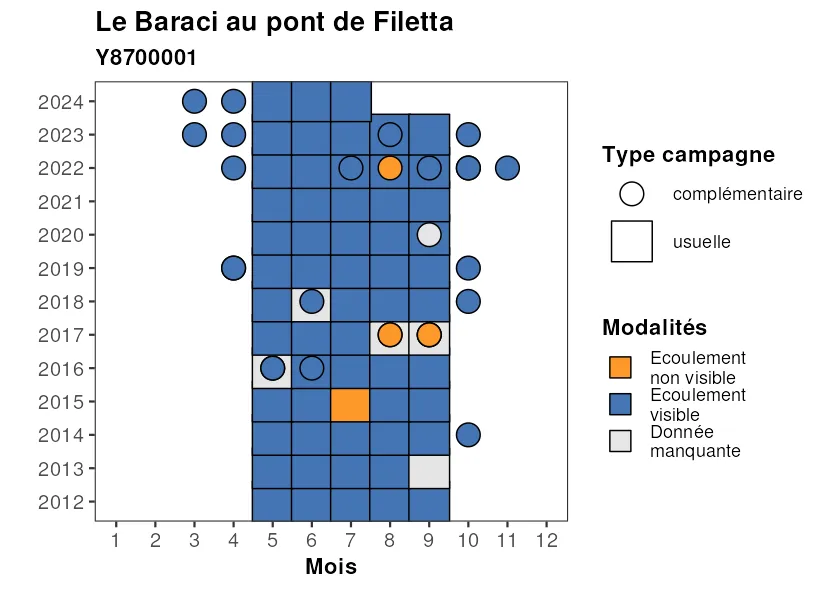 Le Baraci au pont de Filetta
Y8700001
2024
2023
2022
2021
2020
2019
2018
2017
2016
2015
2014
2013
2012
1 2 3 4 5 6 7 8 9 10 11 12
Mois
Type campagne
complémentaire
usuelle
Modalités
Ecoulement
non visible
Ecoulement
visible
Donnée
manquante